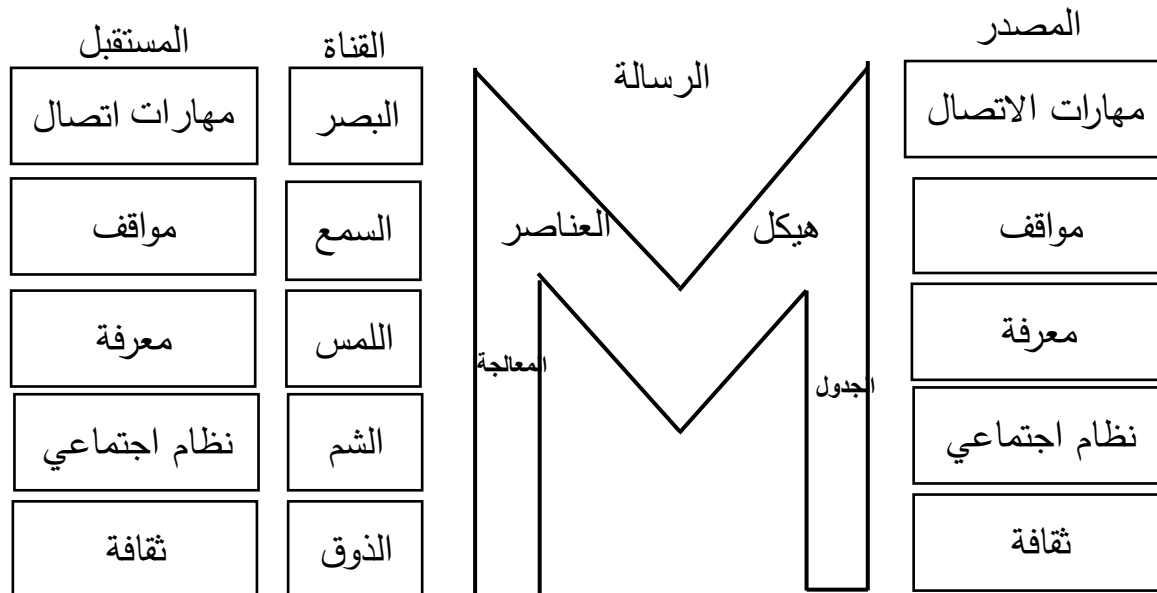 المصدر
مهارات الاتصال
مواقف
معرفة
نظام اجتماعي
ثقافة
الرسالة
هيكل
العناصر
الجدول
المعالجة
القناة
البصر
السمع
اللمس
الشم
الذوق
المستقبل
مهارات اتصال
مواقف
معرفة
نظام اجتماعي
ثقافة